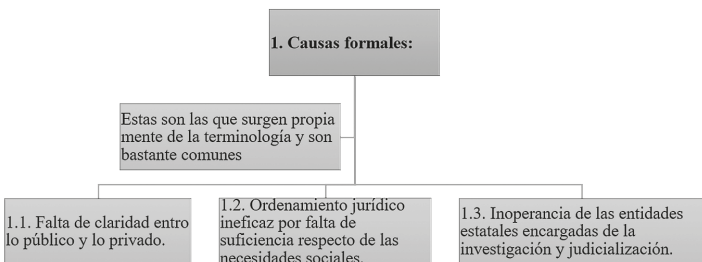 1. Causas formales:
Estas son las que surgen propia
mente de la terminología y son
bastante comunes
1.1. Falta de claridad entro
lo público y lo privado.
1.2. Ordenamiento jurídico
ineficaz por falta de
suficiencia respecto de las
necesidades sociales.
1.3. Inoperancia de las entidades
estatales encargadas de la
investigación y judicialización.